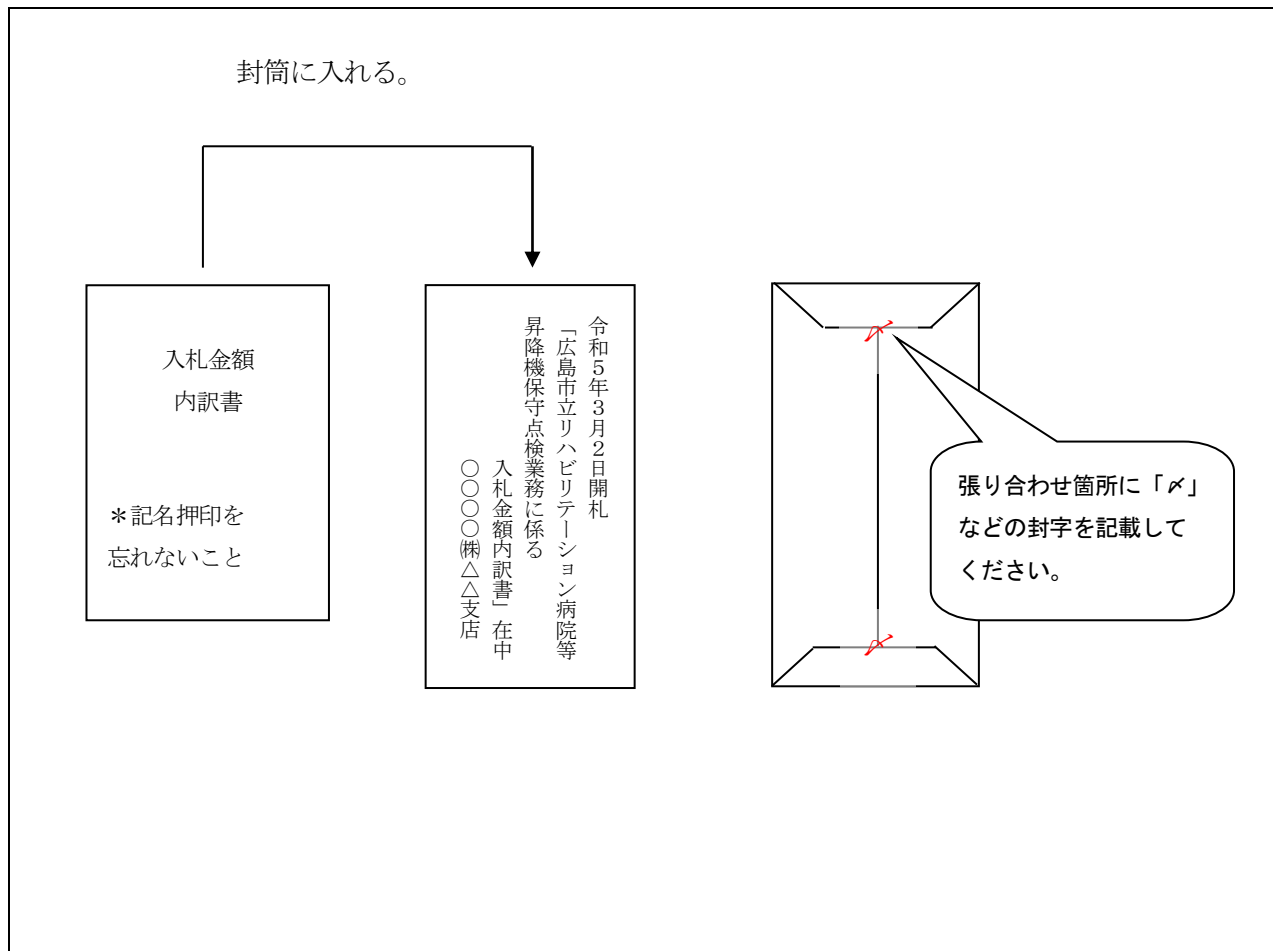 封筒に入れる。
入札金額
内訳書
＊記名押印を
忘れないこと
令和５年３月２日開札
「広島市立リハビリテーション病院等
昇降機保守点検業務に係る
入札金額内訳書」在中
○○○○㈱△△支店
〆
張り合わせ箇所に「〆」
などの封字を記載して
ください。
〆